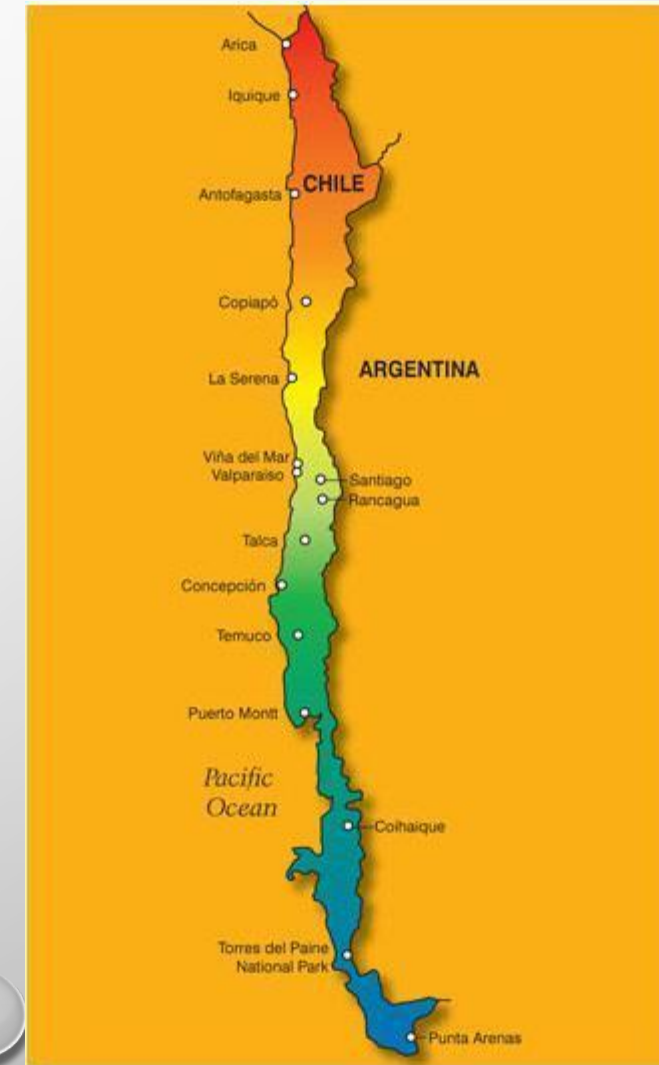 Arica
Iquique
CHILE
Antofagasta
Copiapó
ARGENTINA
La Serena
Viña del Mar
Valparaiso
Santiago
Rancagua
Talca
Concepción
Temuco
Puerto Montt
Pacific
Ocean
Coihaique
Torres del Paine
National Park
Punta Arenas